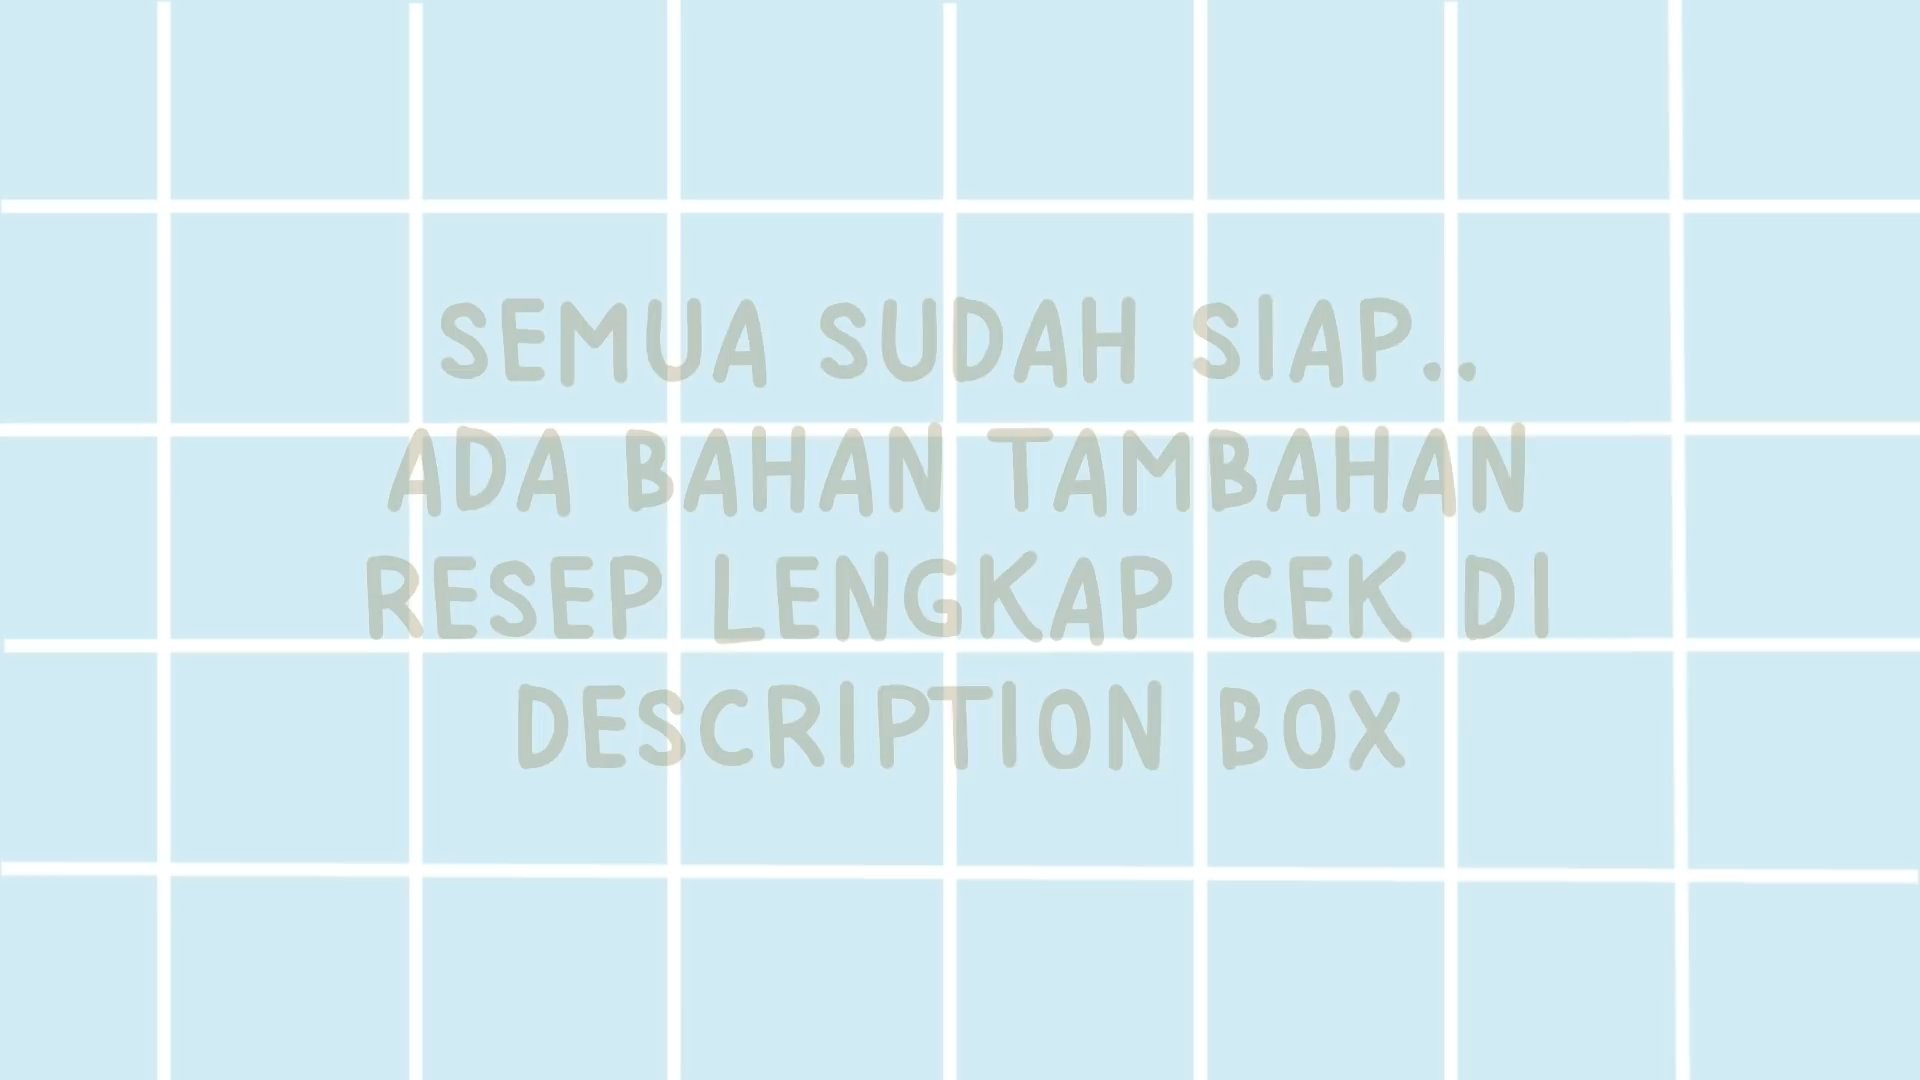 SEMUA SUDAH SIAP..
ADA BAHAN TAMBAHAN
RESEP LENGKAP CEK DI
DESCRIPTION BOX